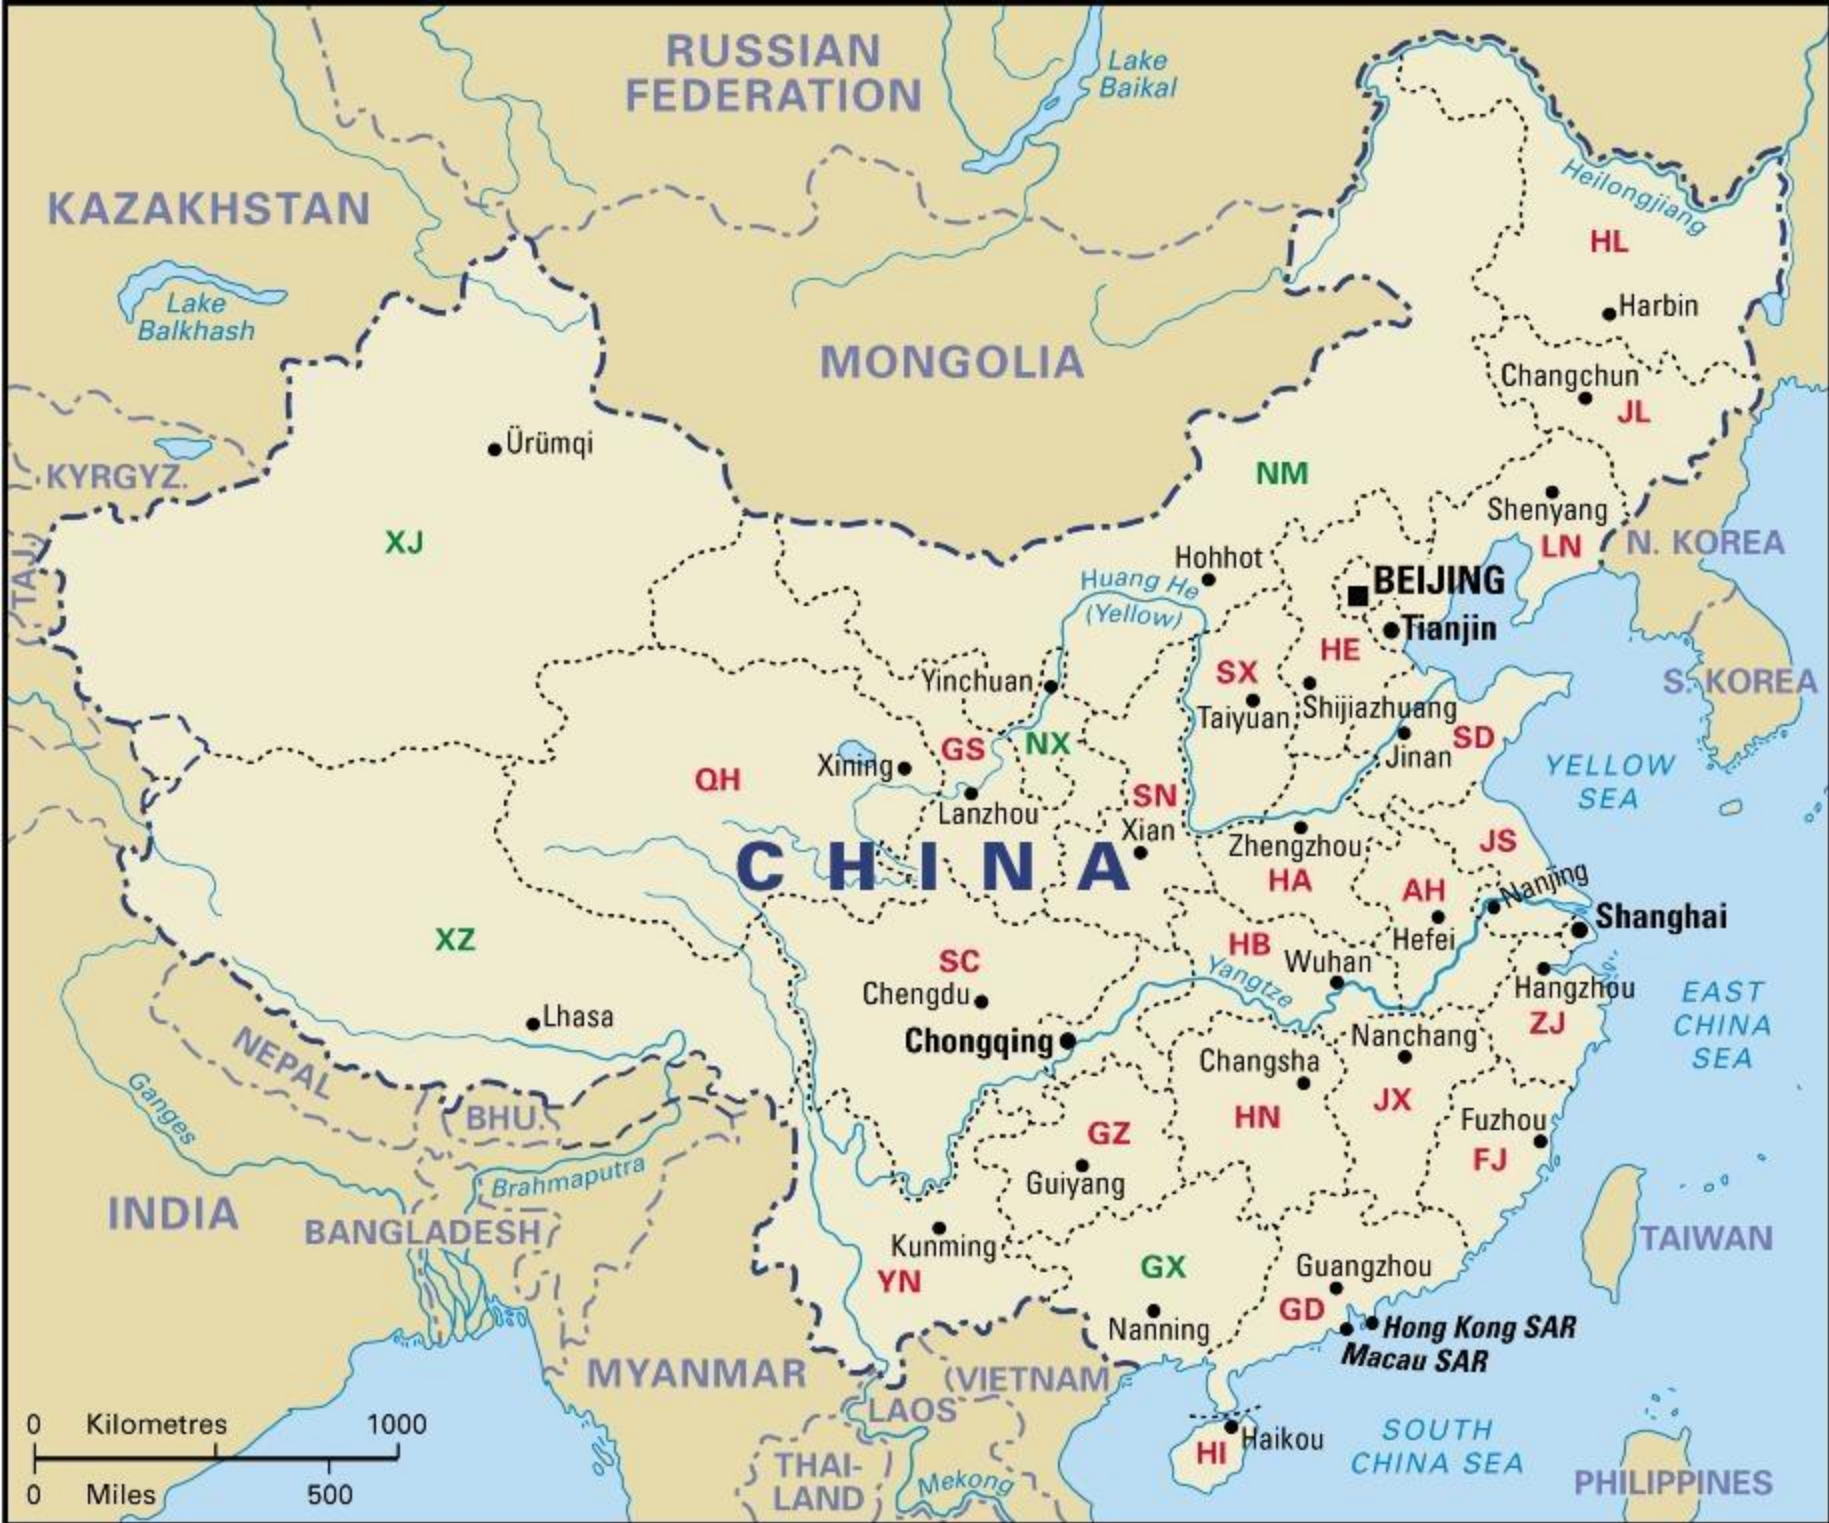 RUSSIAN
FEDERATION
Lake
Baikal
KAZAKHSTAN
Heilongjiang
HL
Lake
Balkhash
Harbin
MONGOLIA
Changchun
JL
Ürümqi
KYRGYZ.
NM
Shenyang
LN
N. KOREA
XJ
TAJ.
Hohhot
Huang He
(Yellow)
BEIJING
Tianjin
HE
SX
Yinchuan
S. KOREA
Taiyuan
Shijiazhuang
GS
NX
SD
Jinan
Xining
QH
YELLOW
SEA
SN
Lanzhou
Xian
Zhengzhou
JS
CHINA
HA
AH
Nanjing
Shanghai
Hefei
XZ
HB
SC
Wuhan
Yangtze
Chengdu
Hangzhou
ZJ
EAST
CHINA
SEA
Lhasa
Chongqing
Nanchang
Changsha
NEPAL
JX
Ganges
BHU.
GZ
HN
Fuzhou
FJ
Guiyang
Brahmaputra
INDIA
BANGLADESH
Kunming
YN
TAIWAN
GX
Guangzhou
GD
Nanning
Hong Kong SAR
Macau SAR
MYANMAR
VIETNAM
LAOS
0 Kilometres 1000
Haikou
HI
SOUTH
CHINA SEA
THAI-
LAND
Mekong
PHILIPPINES
0 Miles 500